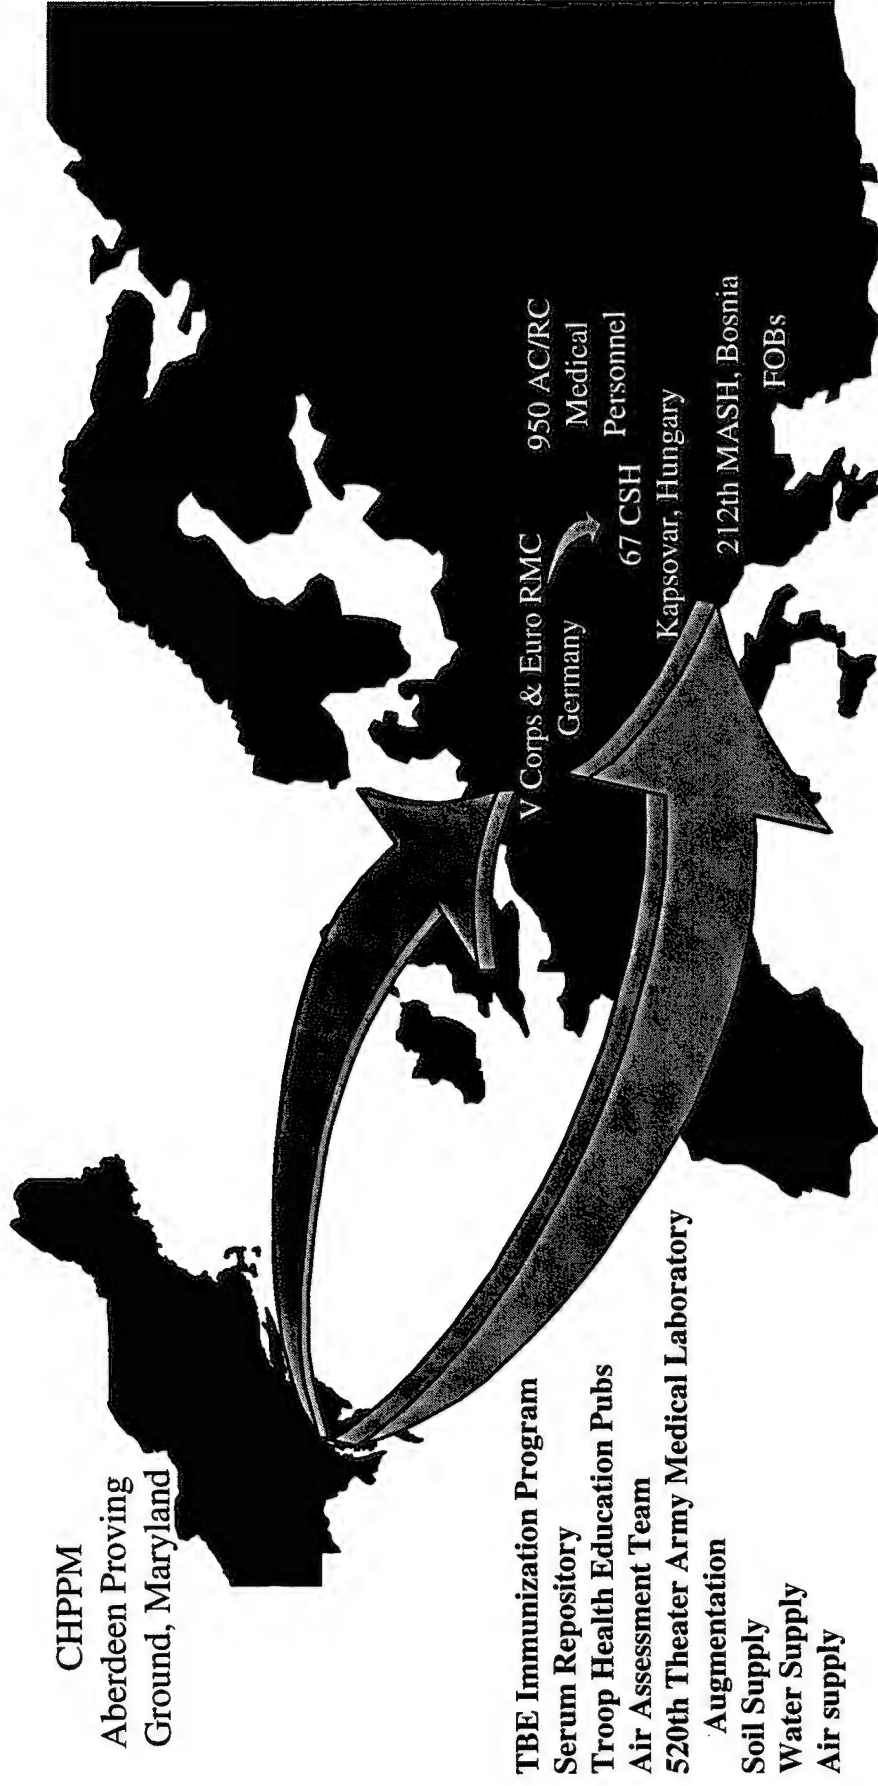 CHPPM
Aberdeen Proving
Ground, Maryland
TBE Immunization Program
Serum Repository
Troop Health Education Pubs
Air Assessment Team
520th Theater Army Medical Laboratory
Augmentation
Soil Supply
Water Supply
Air supply
V Corps & Euro RMC
Germany
950 AC/RC
Medical
Personnel
67 CSH
Kapsovar, Hungary
212th MASH, Bosnia
FOBs